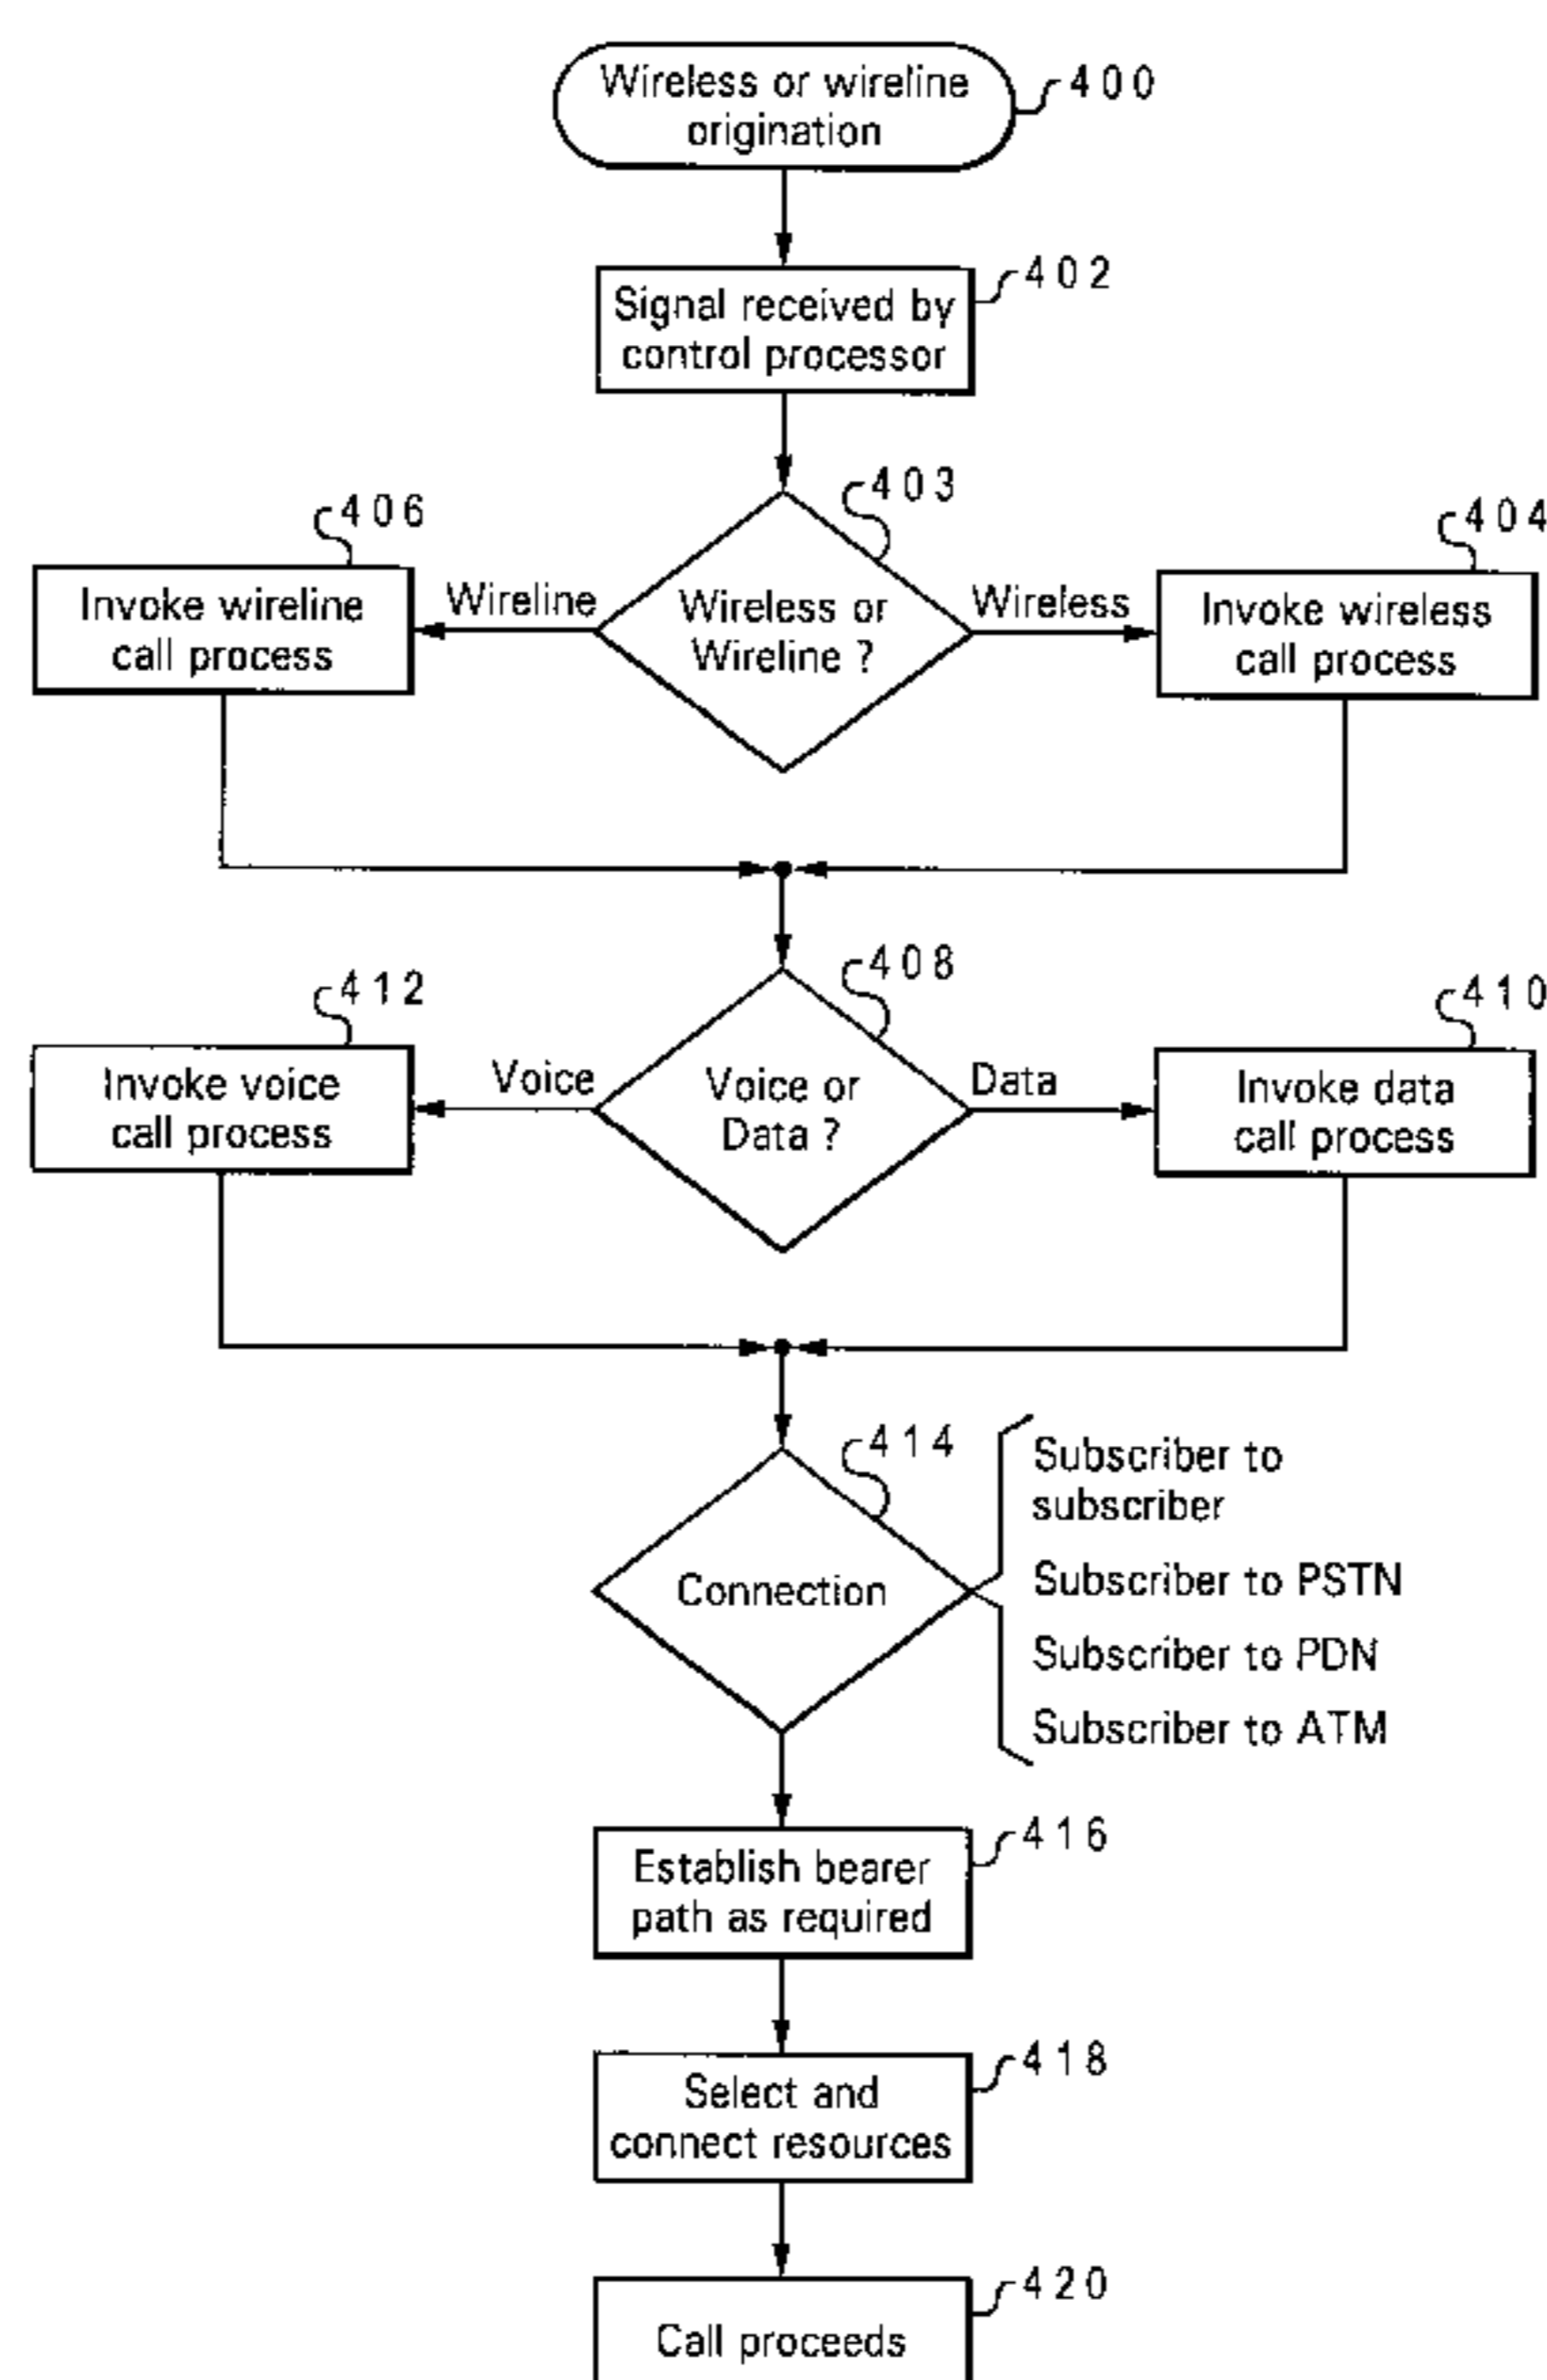 Wireless or wireline
origination
400
Signal received by
control processor
402
403
406
404
Invoke wireline
call process
Wireline
Wireless or
Wireline ?
Wireless
Invoke wireless
call process
408
412
410
Invoke voice
call process
Voice
Voice or
Data ?
Data
Invoke data
call process
414
Connection
Subscriber to
subscriber
Subscriber to PSTN
Subscriber to PDN
Subscriber to ATM
416
Establish bearer
path as required
418
Select and
connect resources
420
Call proceeds